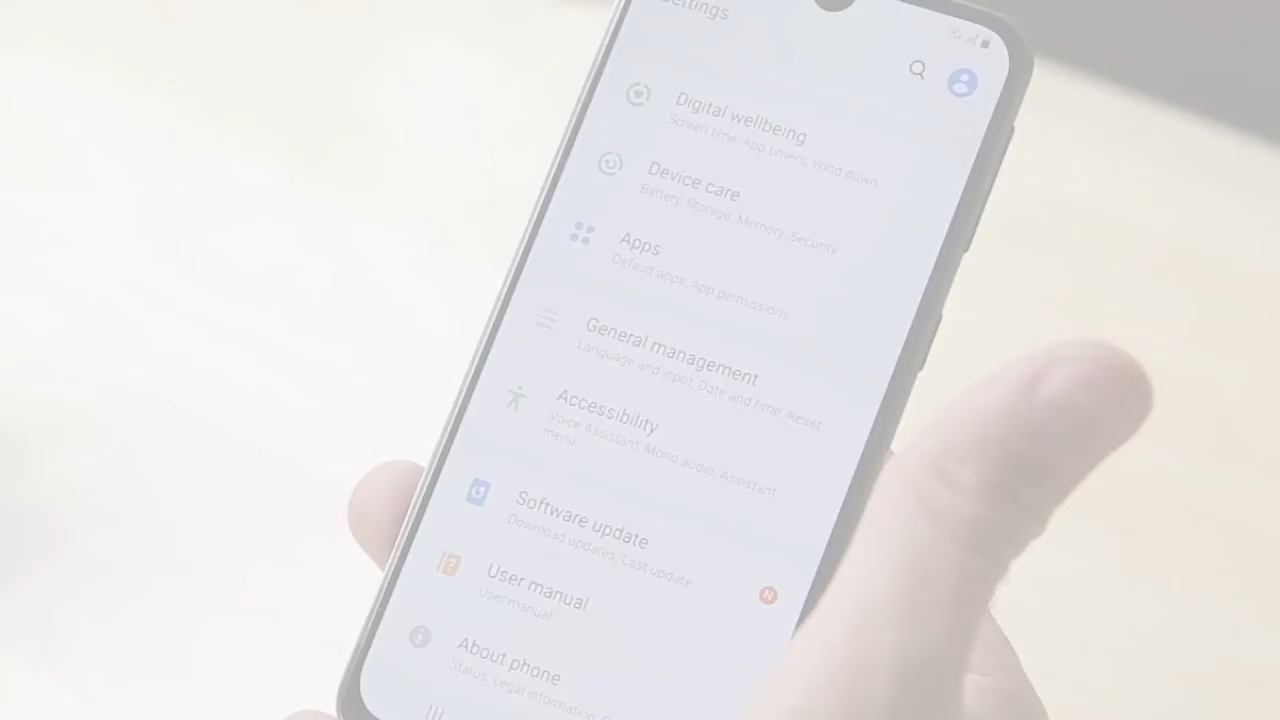 Settings
Digital wellbeing
Screen time, App timers, Wind down
Device care
Battery, Storage, Memory, Security
Apps
Default apps, App permissions
General management
Language and input, Date and time, Reset
Accessibility
Voice Assistant, Mono audio, Assistant
menu
Software update
Download updates, Last update
N
User manual
User manual
About phone
Status, Legal information,